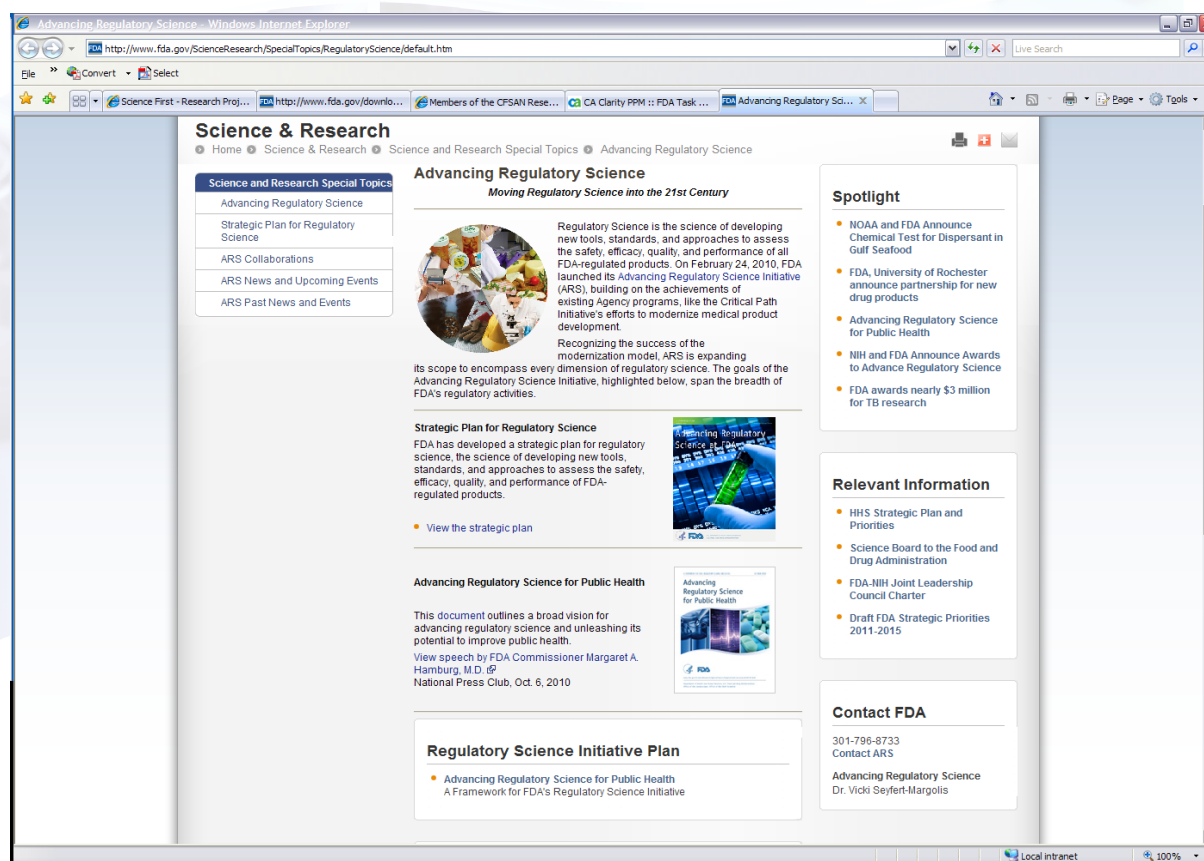 Advancing Regulatory Science - Windows Internet Explorer
FDA http://www.fda.gov/ScienceResearch/SpecialTopics/RegulatoryScience/default.htm
Live Search
File » Convert Select
Science First - Research Proj...
FDA http://www.fda.gov/downlo...
Members of the CFSAN Rese...
ca CA Clarity PPM :: FDA Task ...
FDA Advancing Regulatory Sci... X
Page Tools
Science & Research
Home Science & Research Science and Research Special Topics Advancing Regulatory Science
Science and Research Special Topics
Advancing Regulatory Science
Strategic Plan for Regulatory
Science
ARS Collaborations
ARS News and Upcoming Events
ARS Past News and Events
Advancing Regulatory Science
Moving Regulatory Science into the 21st Century
Regulatory Science is the science of developing
new tools, standards, and approaches to assess
the safety, efficacy, quality, and performance of all
FDA-regulated products. On February 24, 2010, FDA
launched its Advancing Regulatory Science Initiative
(ARS), building on the achievements of
existing Agency programs, like the Critical Path
Initiative's efforts to modernize medical product
development.
Recognizing the success of the
modernization model, ARS is expanding
its scope to encompass every dimension of regulatory science. The goals of the
Advancing Regulatory Science Initiative, highlighted below, span the breadth of
FDA's regulatory activities.
Strategic Plan for Regulatory Science
FDA has developed a strategic plan for regulatory
science, the science of developing new tools,
standards, and approaches to assess the safety,
efficacy, quality, and performance of FDA-
regulated products.
View the strategic plan
Advancing Regulatory
Science at FDA
FDA
Advancing Regulatory Science for Public Health
This document outlines a broad vision for
advancing regulatory science and unleashing its
potential to improve public health.
View speech by FDA Commissioner Margaret A.
Hamburg, M.D.
National Press Club, Oct. 6, 2010
Advancing
Regulatory Science
for Public Health
FDA
Regulatory Science Initiative Plan
Advancing Regulatory Science for Public Health
A Framework for FDA's Regulatory Science Initiative
Spotlight
NOAA and FDA Announce
Chemical Test for Dispersant in
Gulf Seafood
FDA, University of Rochester
announce partnership for new
drug products
Advancing Regulatory Science
for Public Health
NIH and FDA Announce Awards
to Advance Regulatory Science
FDA awards nearly $3 million
for TB research
Relevant Information
HHS Strategic Plan and
Priorities
Science Board to the Food and
Drug Administration
FDA-NIH Joint Leadership
Council Charter
Draft FDA Strategic Priorities
2011-2015
Contact FDA
301-796-8733
Contact ARS
Advancing Regulatory Science
Dr. Vicki Seyfert-Margolis
Local intranet
100%